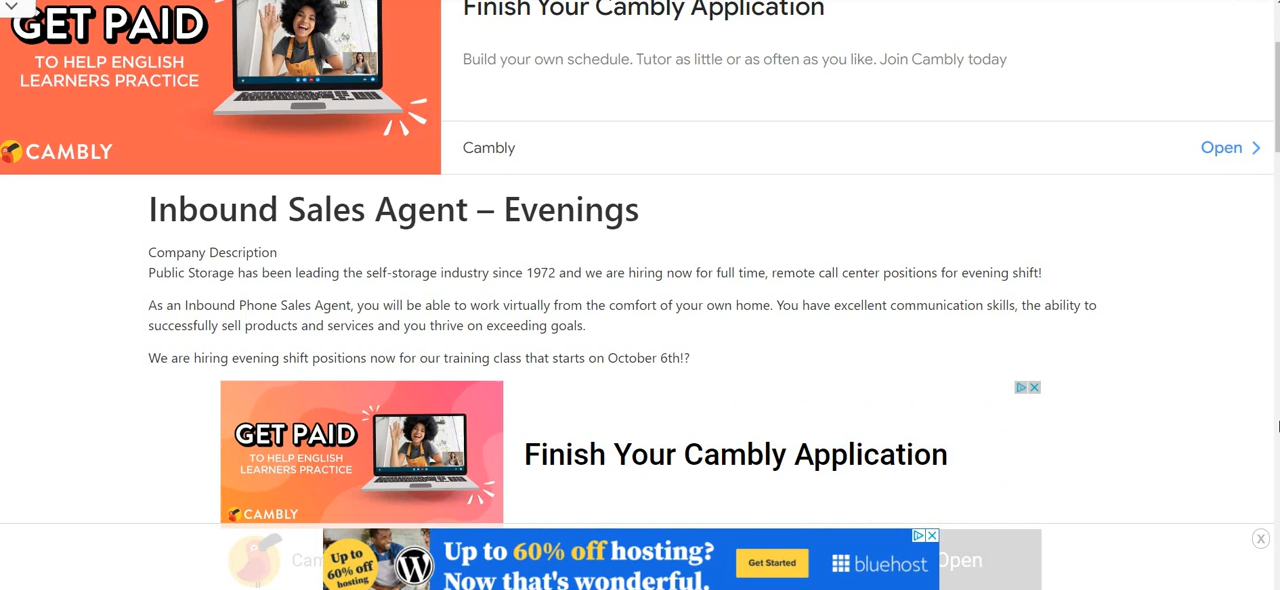 GET PAID
TO HELP ENGLISH
LEARNERS PRACTICE
CAMBLY
Finish Your Cambly Application
Build your own schedule. Tutor as little or as often as you like. Join Cambly today
Cambly
Open
Inbound Sales Agent – Evenings
Company Description
Public Storage has been leading the self-storage industry since 1972 and we are hiring now for full time, remote call center positions for evening shift!
As an Inbound Phone Sales Agent, you will be able to work virtually from the comfort of your own home. You have excellent communication skills, the ability to
successfully sell products and services and you thrive on exceeding goals.
We are hiring evening shift positions now for our training class that starts on October 6th!?
GET PAID
TO HELP ENGLISH
LEARNERS PRACTICE
CAMBLY
Finish Your Cambly Application
Cam
Up to
60% off
hosting
Up to 60% off hosting?
Now that's wonderful.
Get Started
bluehost
Open